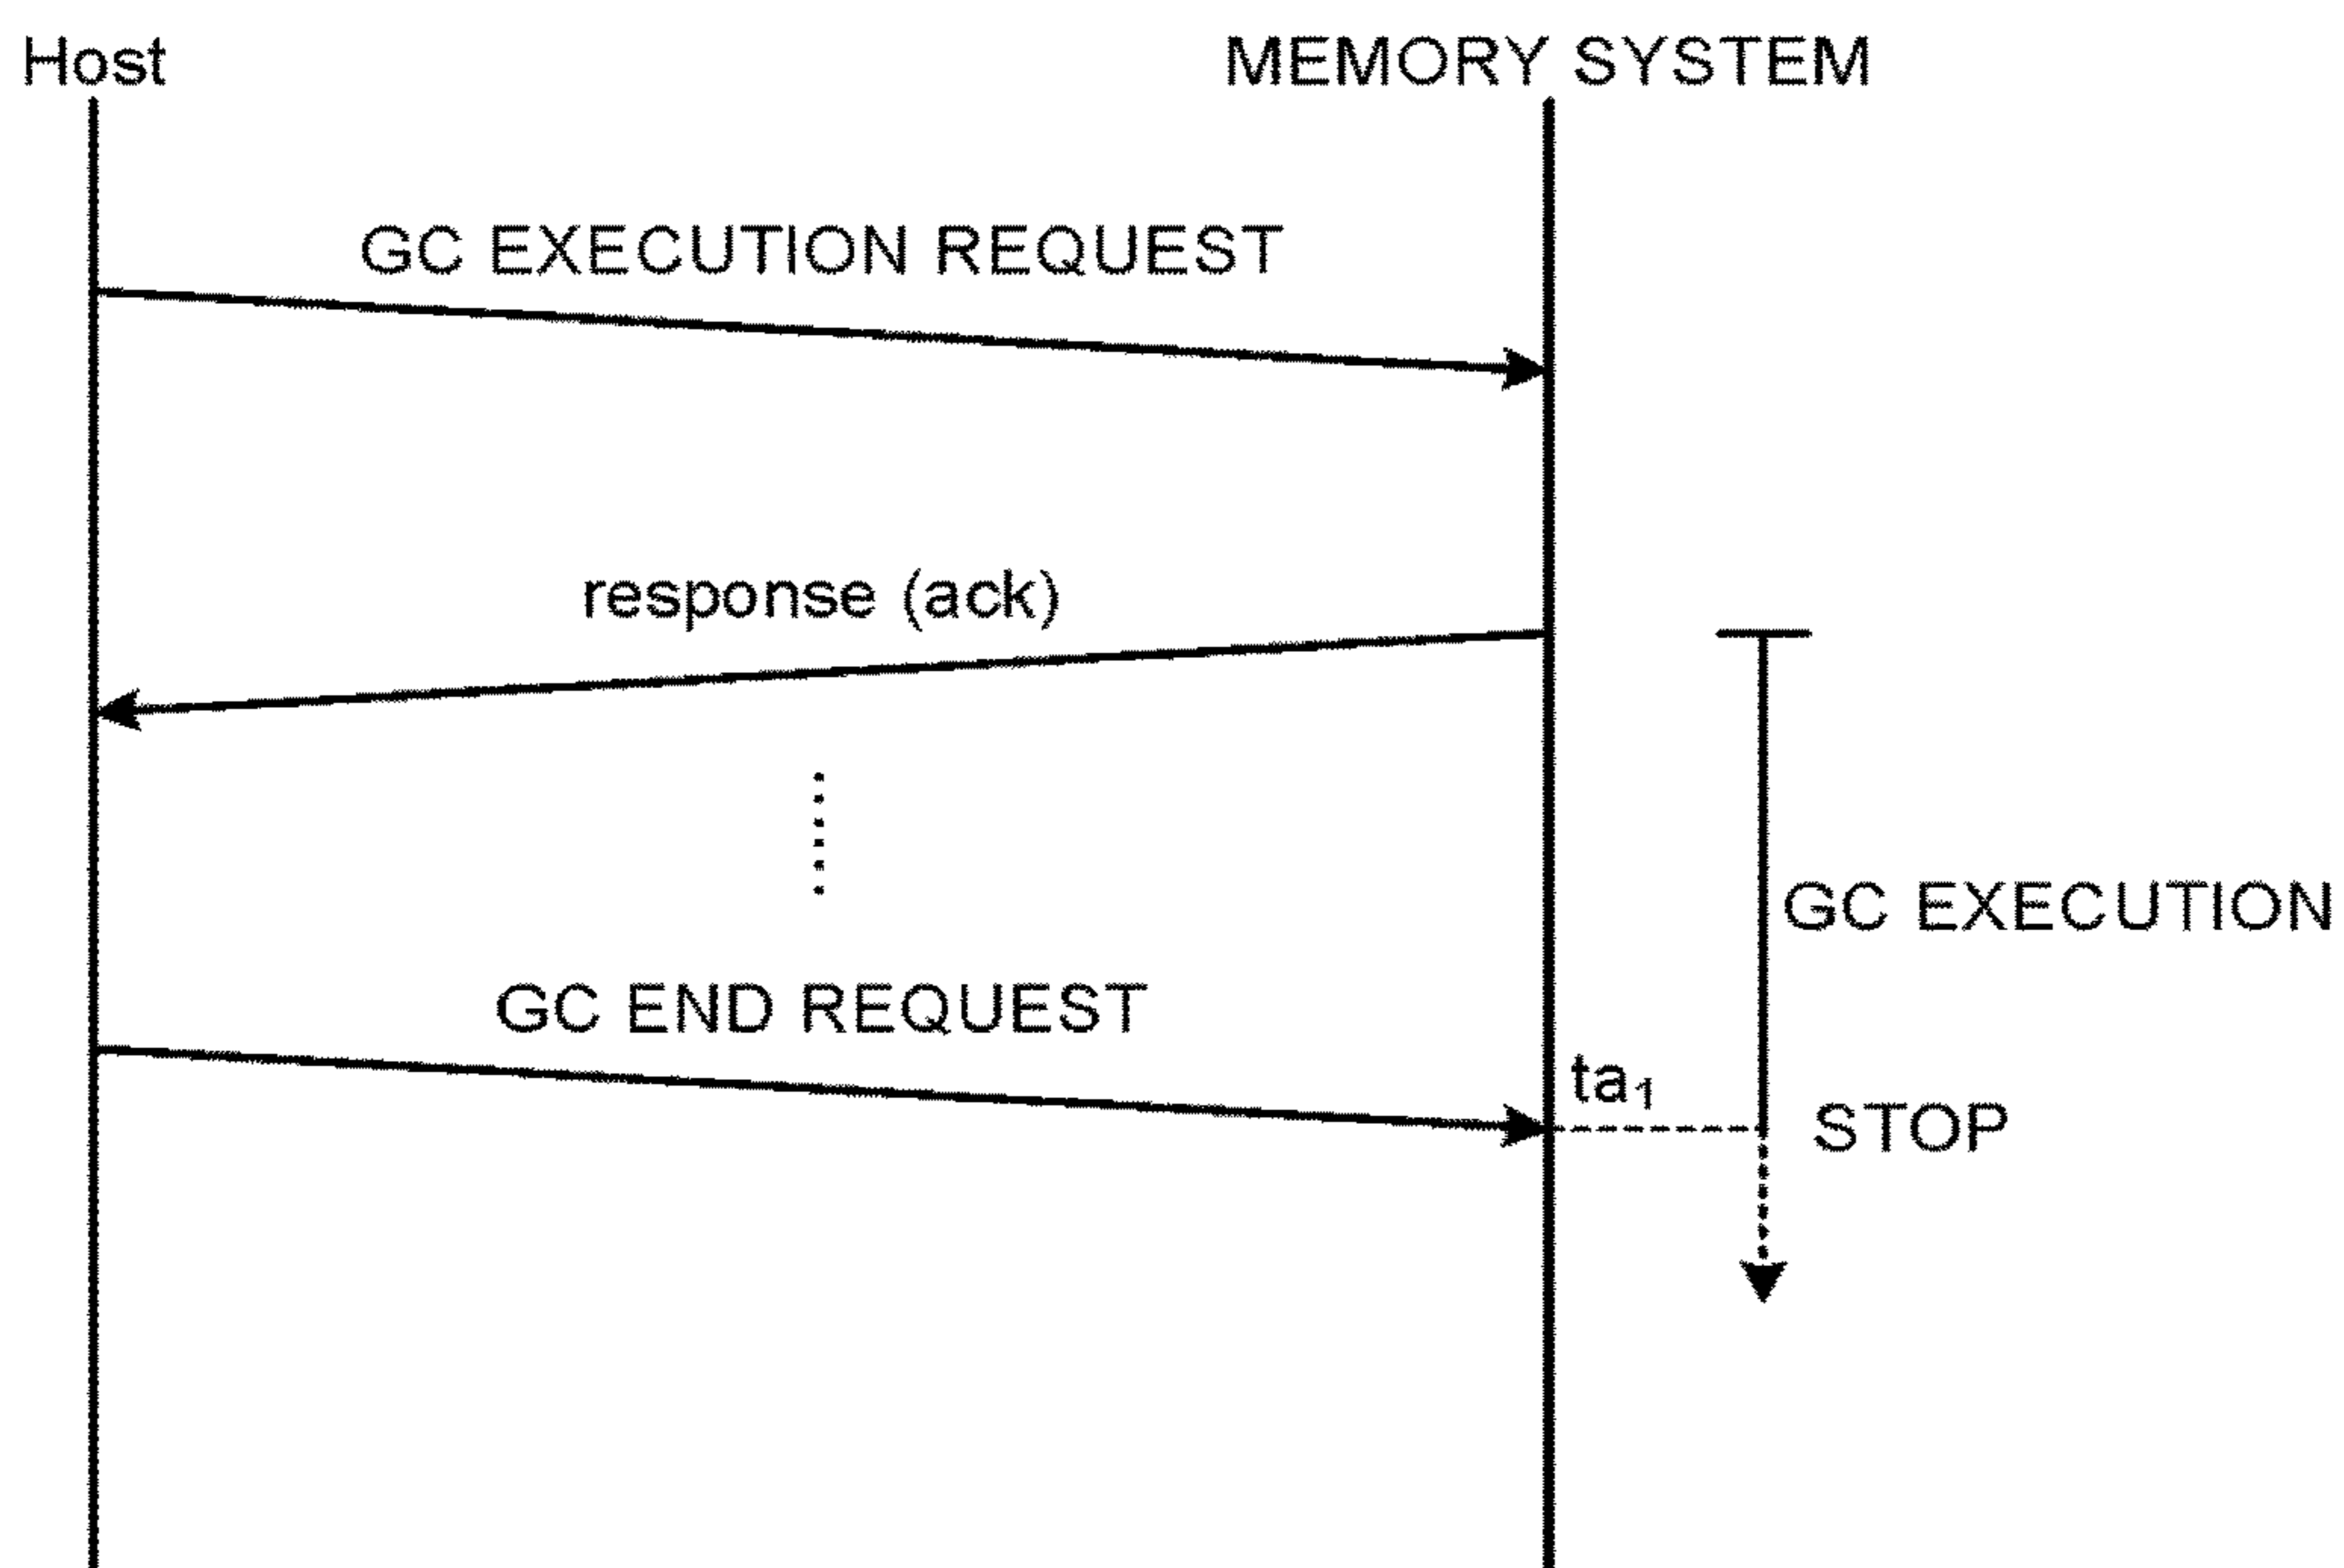 Host
MEMORY SYSTEM
GC EXECUTION REQUEST
response (ack)
GC EXECUTION
GC END REQUEST
ta₁
STOP